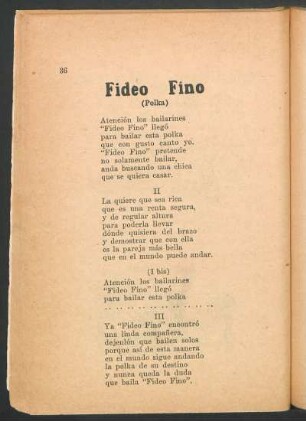 36
Fideo Fino
(Polka)
Atención los bailarines
"Fideo Fino" llegó
para bailar esta polka
que con gusto canto yo.
"Fideo Fino" pretende
no solamente bailar,
anda buscando una chica
que se quiera casar.
II
La quiere que sea rica
que es una renta segura,
y de regular altura
para poderla llevar
dónde quisiera del brazo
y demostrar que con ella
es la pareja más bella
que en el mundo puede andar.
(I bis)
Atención los bailarines
"Fideo Fino" llegó
para bailar esta polka
.. .. .. .. .. .. .. .. .. .. ..
III
Ya "Fideo Fino" encontró
una linda compañera,
dejenlón que bailen solos
porque así de esta manera
en el mundo sigue andando
la polka de su destino
y nunca queda la duda
que baila "Fideo Fino".